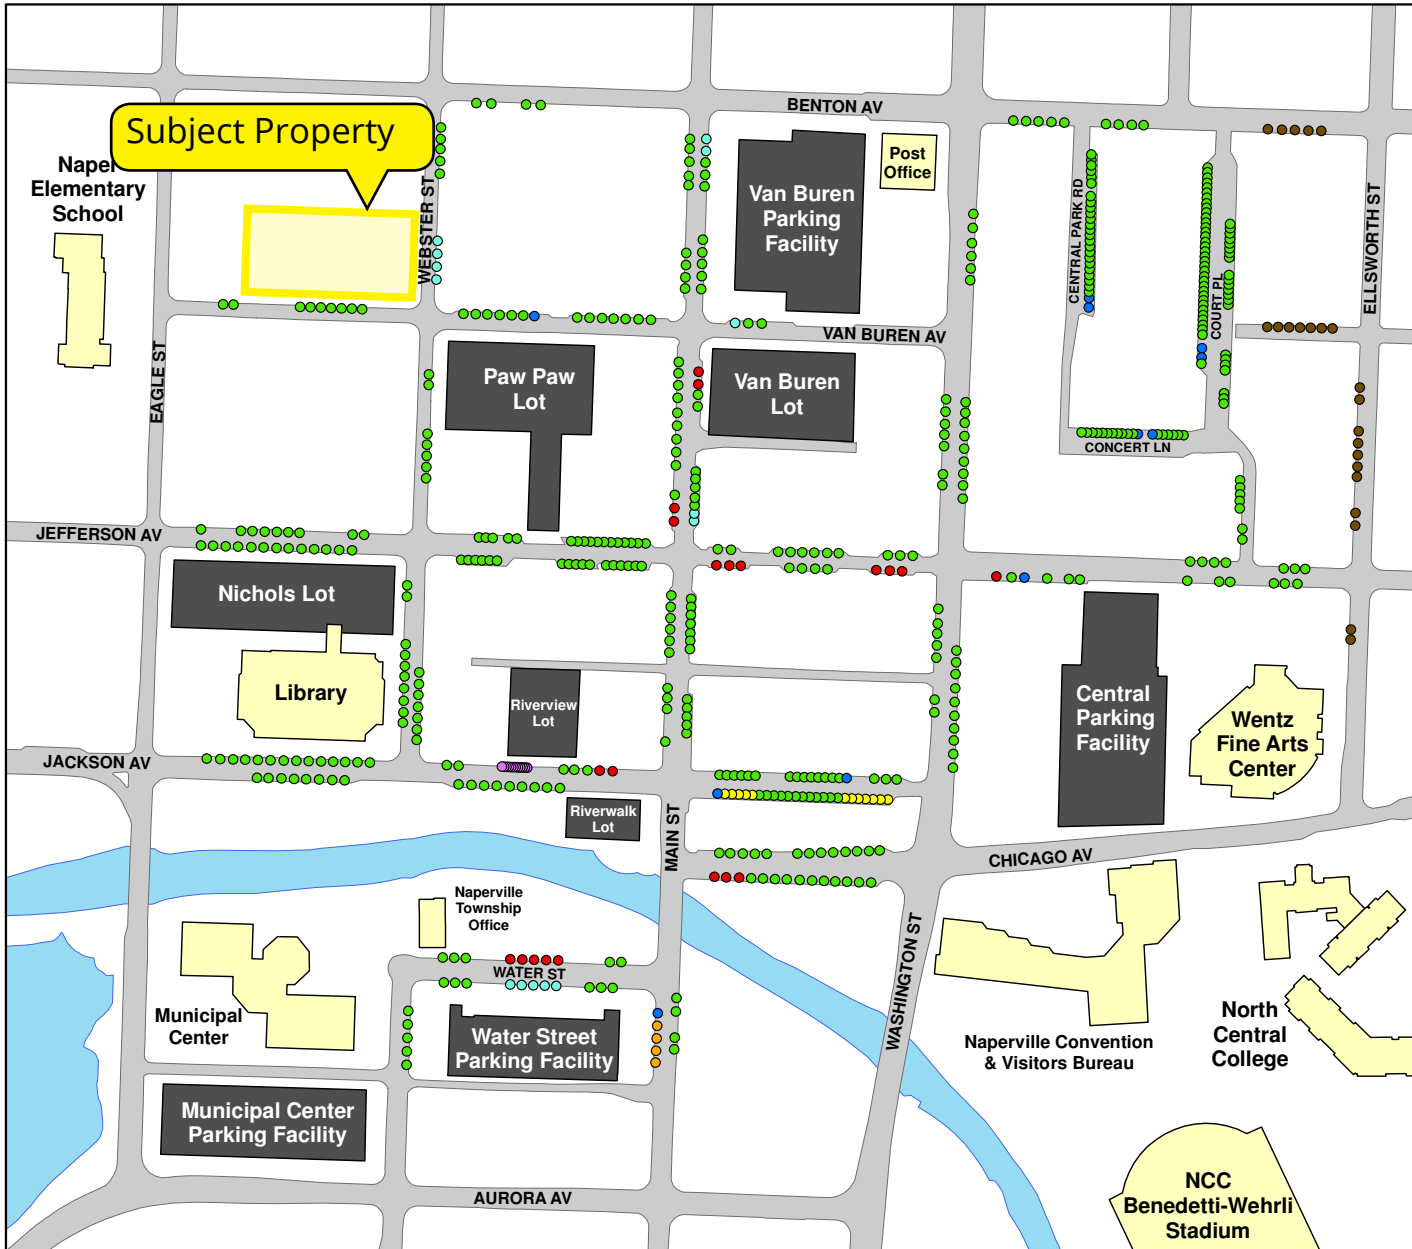 BENTON AV
Subject Property
Naper
Elementary
School
WEBSTER ST
Van Buren
Parking
Facility
Post
Office
CENTRAL PARK RD
COURT PL
ELLSWORTH ST
VAN BUREN AV
EAGLE ST
Paw Paw
Lot
Van Buren
Lot
CONCERT LN
JEFFERSON AV
Nichols Lot
Library
Riverview
Lot
Central
Parking
Facility
Wentz
Fine Arts
Center
JACKSON AV
Riverwalk
Lot
MAIN ST
CHICAGO AV
Naperville
Township
Office
WATER ST
WASHINGTON ST
Municipal
Center
Water Street
Parking Facility
Naperville Convention
& Visitors Bureau
North
Central
College
Municipal Center
Parking Facility
AURORA AV
NCC
Benedetti-Wehrli
Stadium